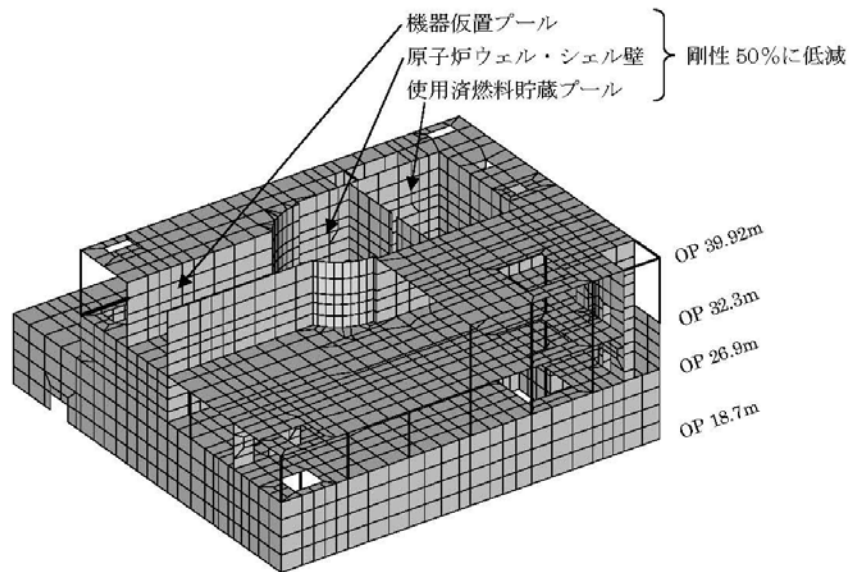 機器仮置プール
原子炉ウェル・シェル壁
使用済燃料貯蔵プール
剛性 50%に低減
OP 39.92m
OP 32.3m
OP 26.9m
OP 18.7m